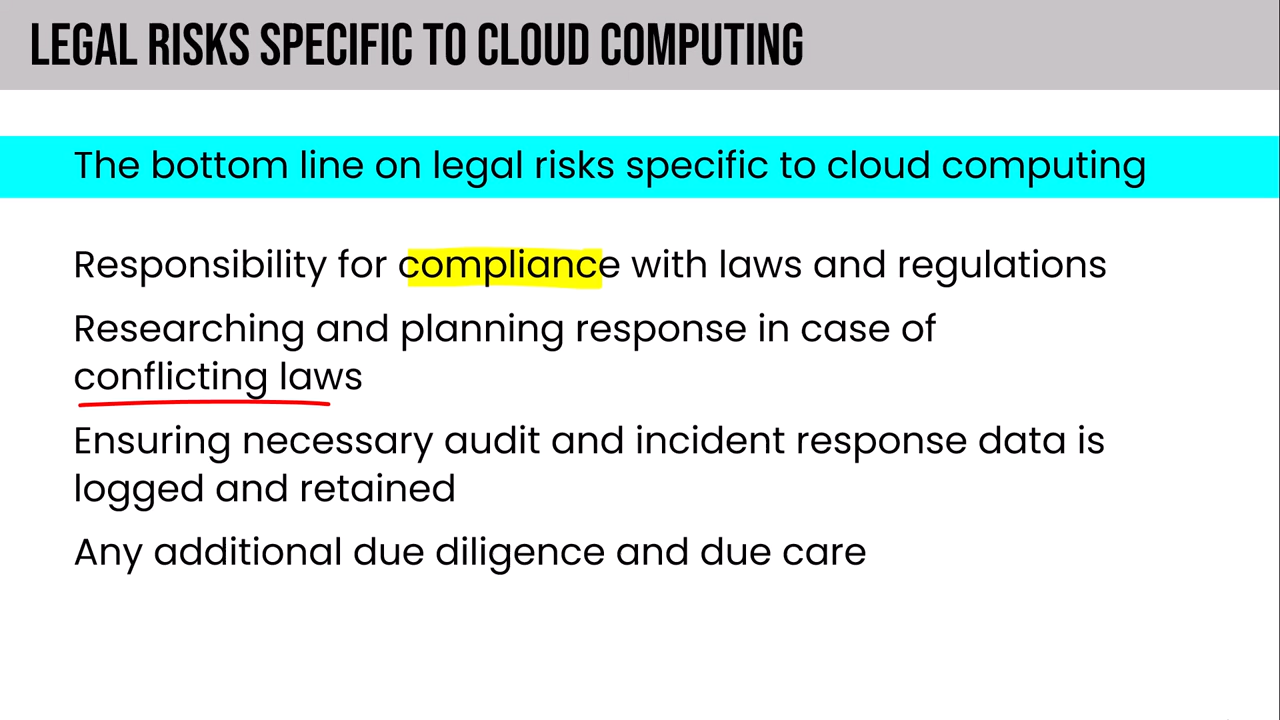 LEGAL RISKS SPECIFIC TO CLOUD COMPUTING
The bottom line on legal risks specific to cloud computing
Responsibility for compliance with laws and regulations
Researching and planning response in case of
conflicting laws
Ensuring necessary audit and incident response data is
logged and retained
Any additional due diligence and due care